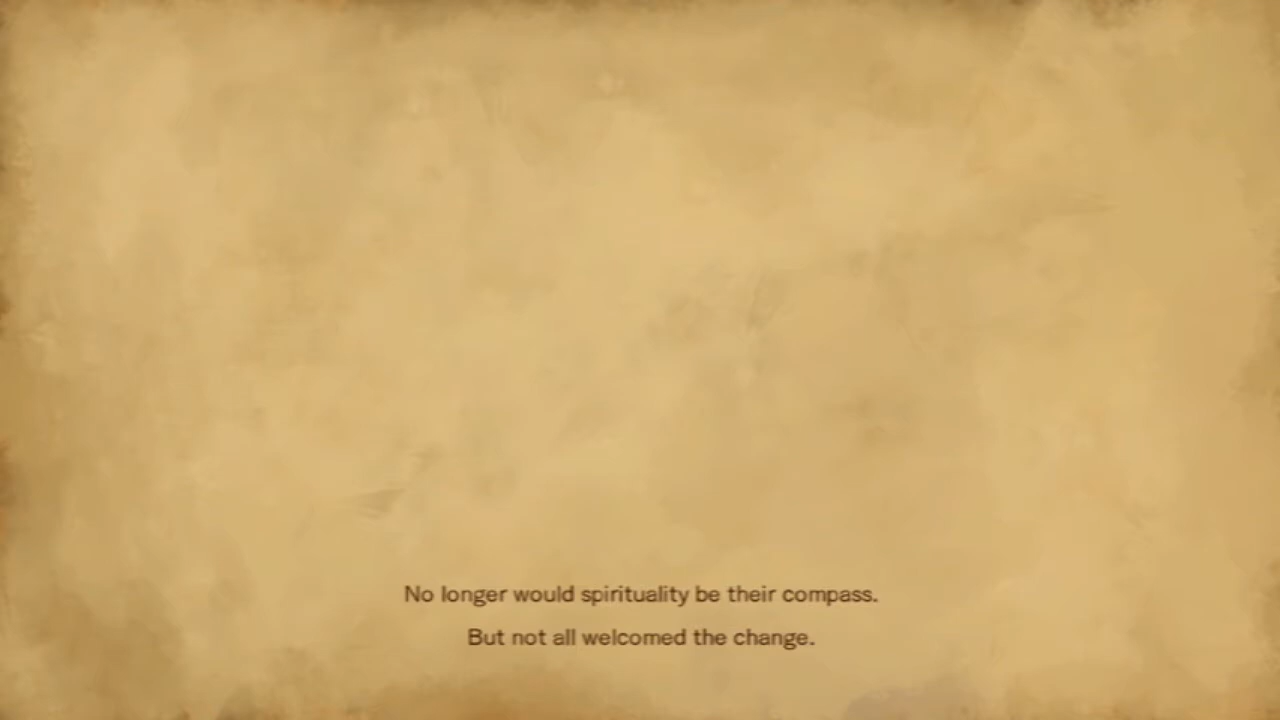 No longer would spirituality be their compass.
But not all welcomed the change.